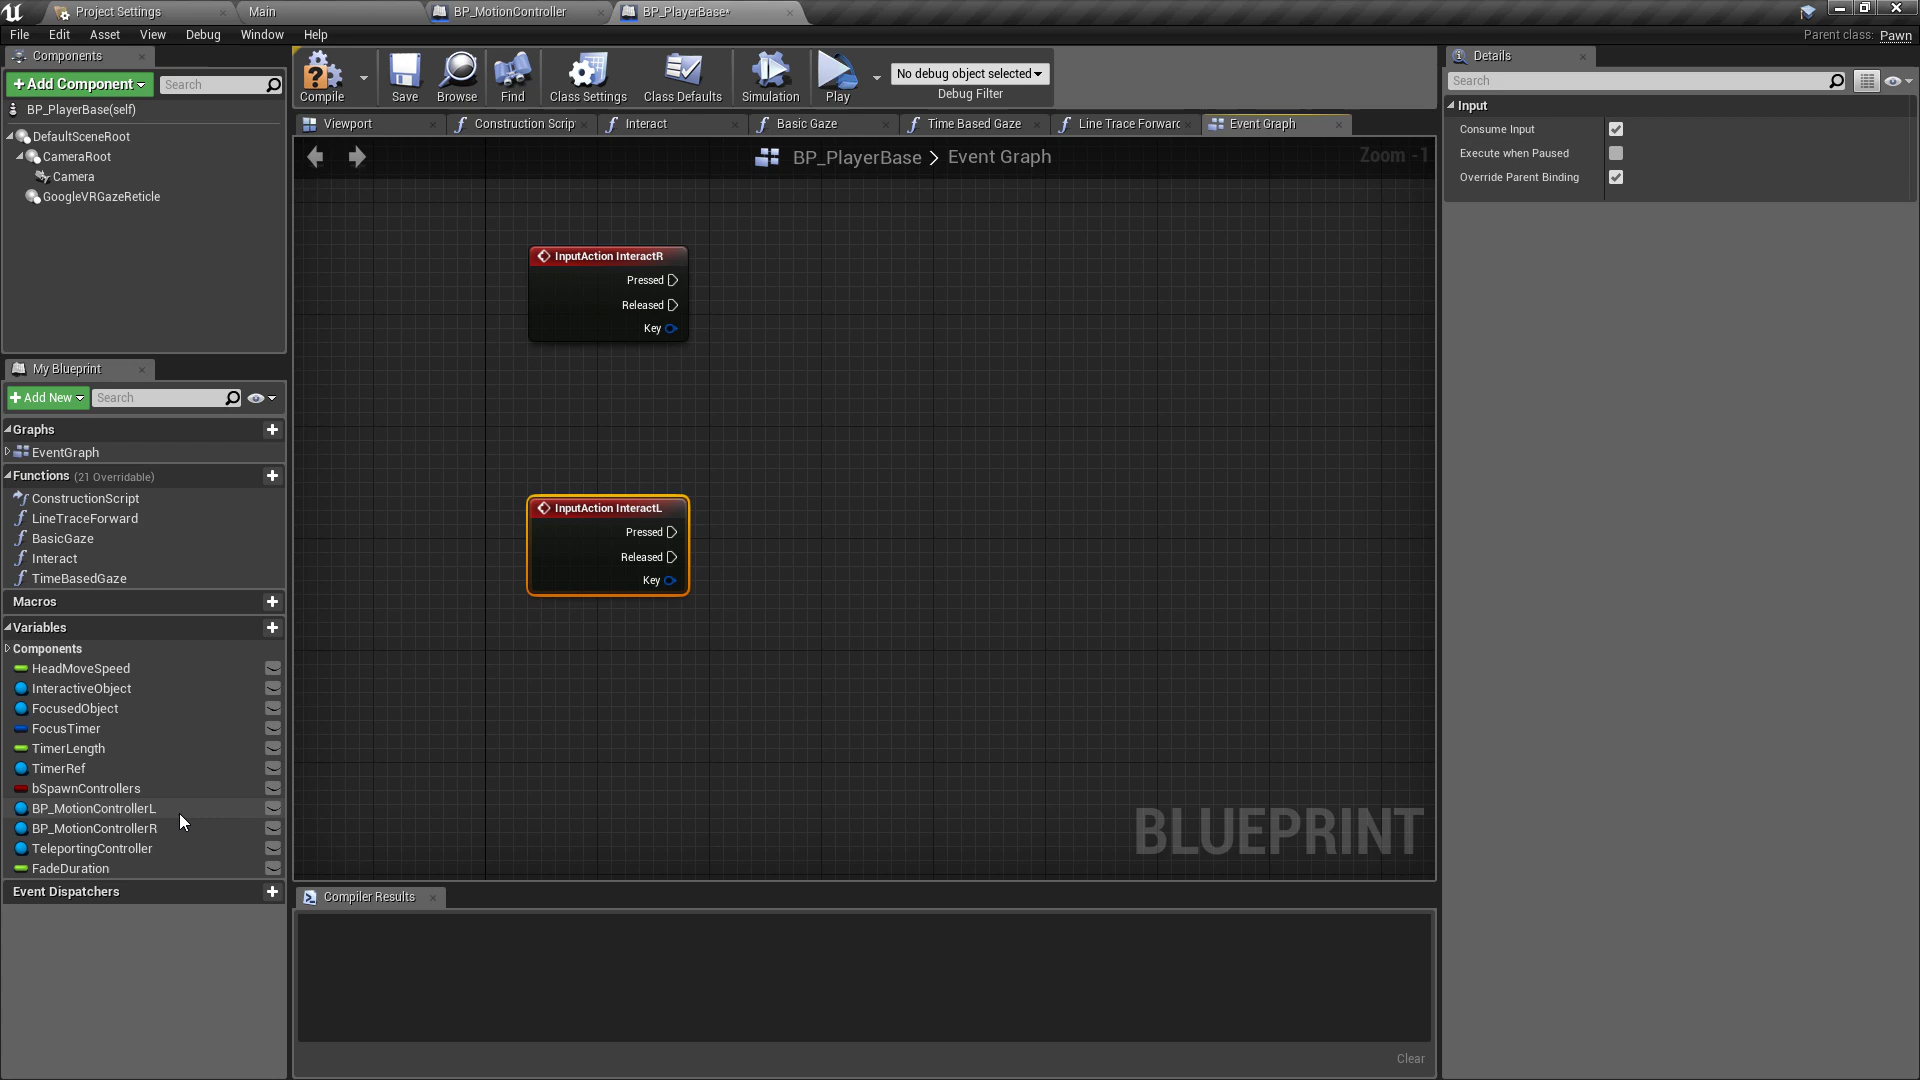 Project Settings
Main
BP_MotionController
BP_PlayerBase*
File Edit Asset View Debug Window Help
Parent class: Pawn
Components
+ Add Component
Search
BP_PlayerBase(self)
DefaultSceneRoot
CameraRoot
Camera
GoogleVRGazeReticle
My Blueprint
+ Add New
Search
Graphs
EventGraph
Functions (21 Overridable)
ConstructionScript
LineTraceForward
BasicGaze
Interact
TimeBasedGaze
Macros
Variables
Components
HeadMoveSpeed
InteractiveObject
FocusedObject
FocusTimer
TimerLength
TimerRef
bSpawnControllers
BP_MotionControllerL
BP_MotionControllerR
TeleportingController
FadeDuration
Event Dispatchers
Compile
Save
Browse
Find
Class Settings
Class Defaults
Simulation
Play
No debug object selected
Debug Filter
Viewport
Construction Scrip
Interact
Basic Gaze
Time Based Gaze
Line Trace Forward
Event Graph
BP_PlayerBase > Event Graph
Zoom -1
InputAction InteractR
Pressed
Released
Key
InputAction InteractL
Pressed
Released
Key
BLUEPRINT
Compiler Results
Clear
Details
Search
Input
Consume Input
Execute when Paused
Override Parent Binding